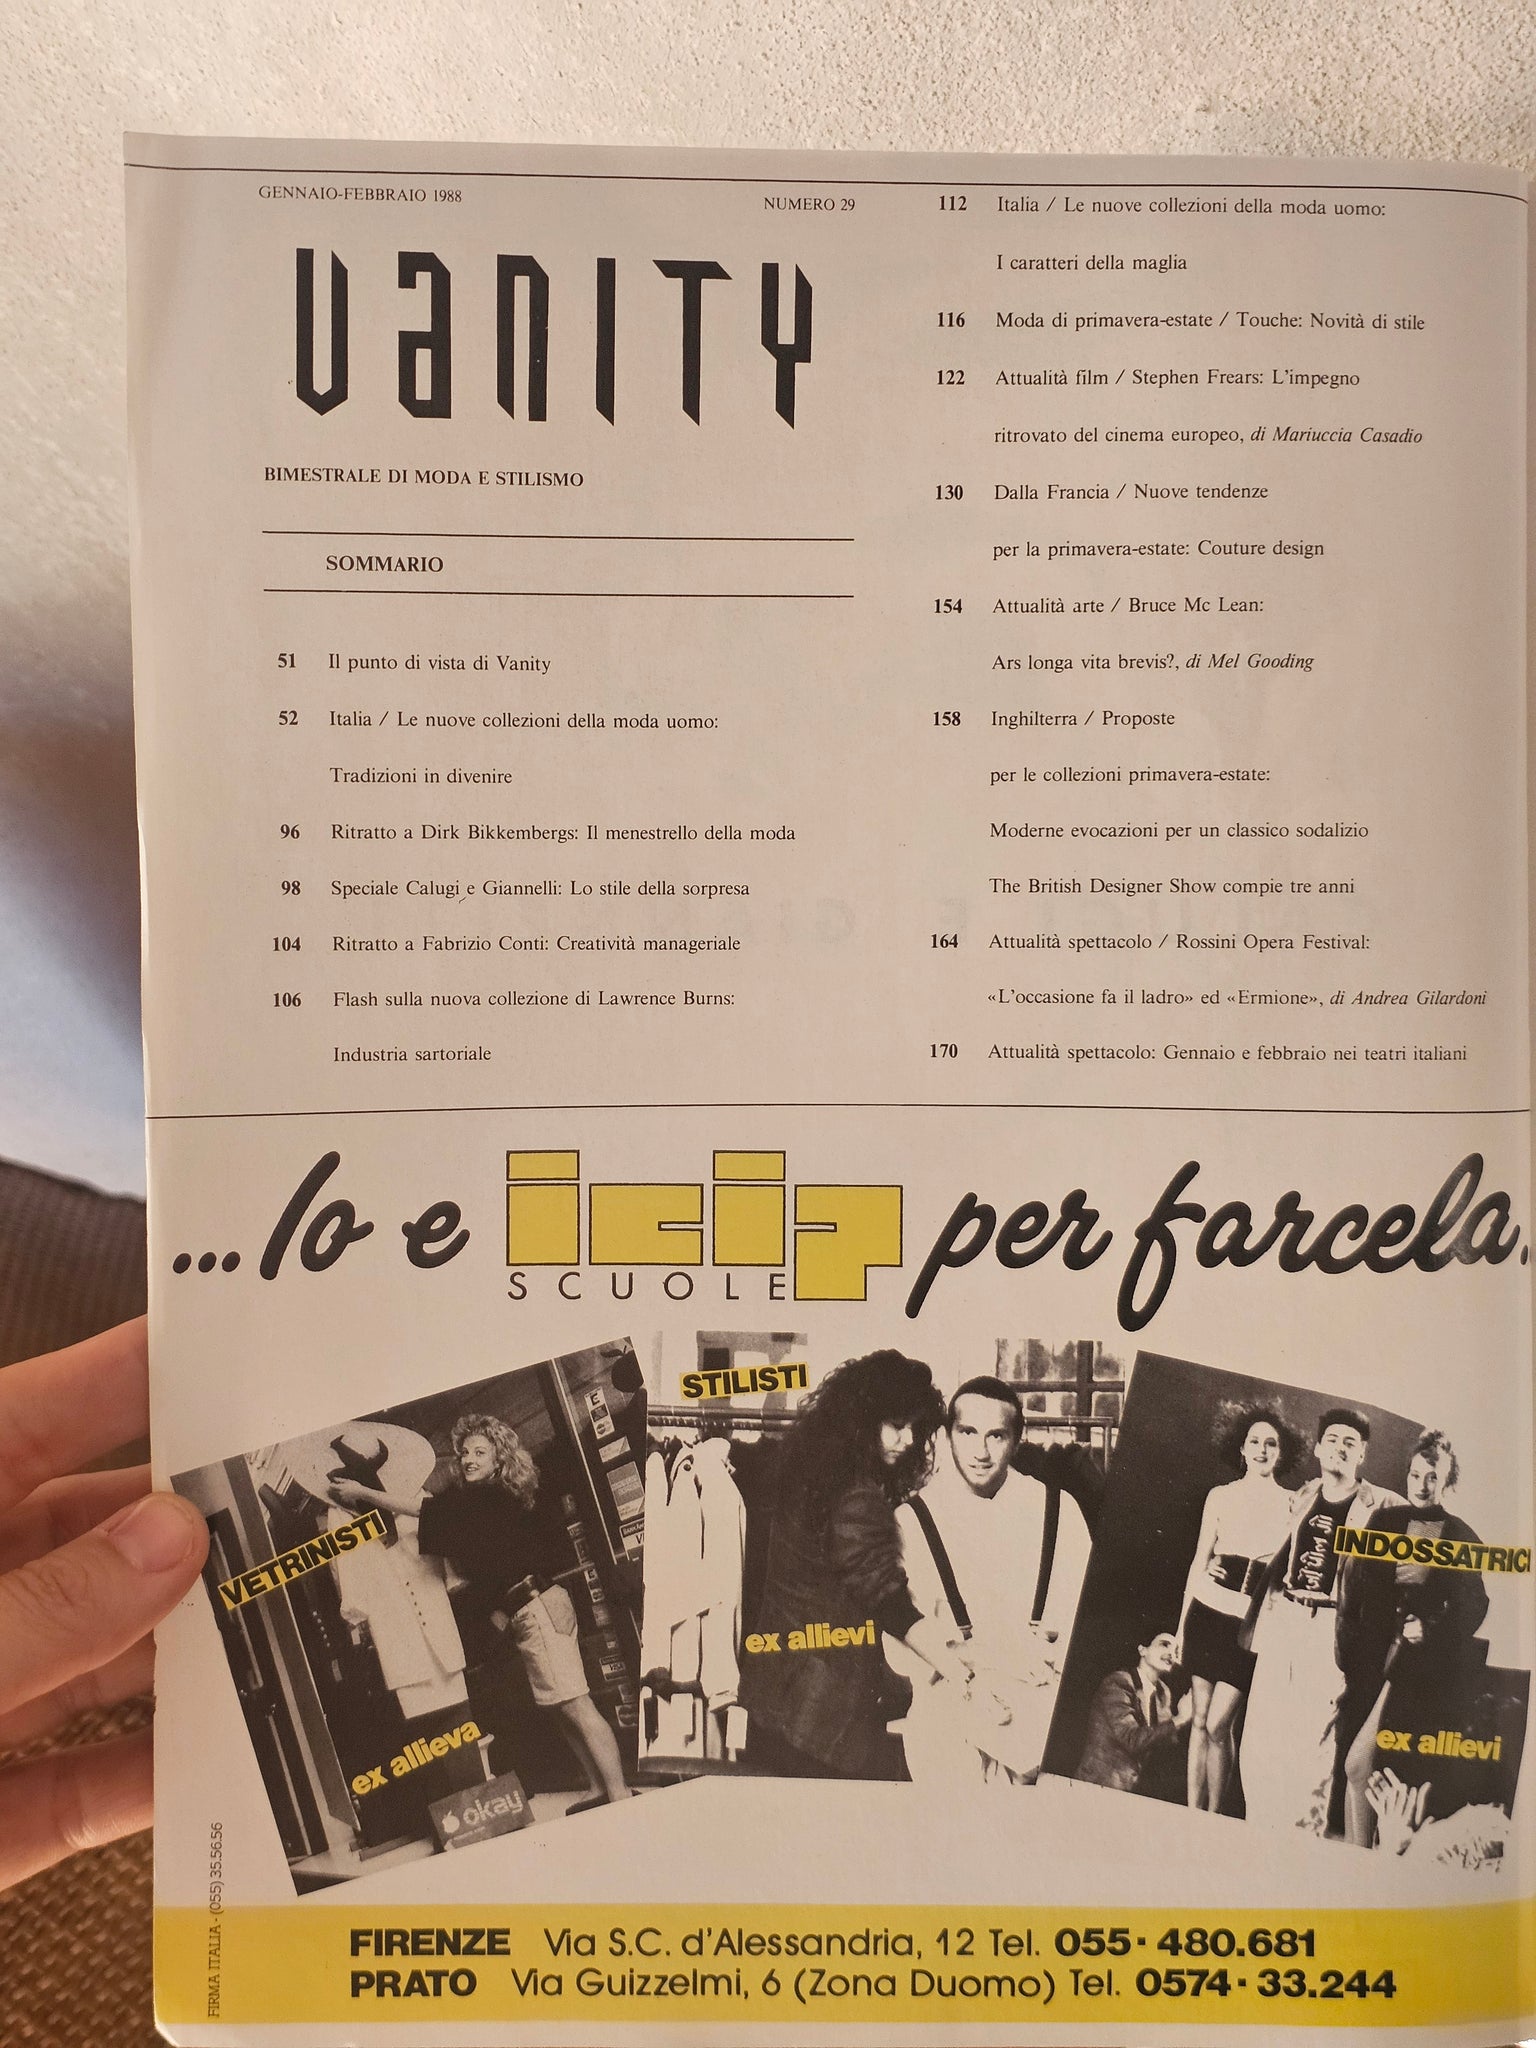 GENNAIO-FEBBRAIO 1988
NUMERO 29
VANITY
BIMESTRALE DI MODA E STILISMO
SOMMARIO
51 Il punto di vista di Vanity
52 Italia / Le nuove collezioni della moda uomo:
Tradizioni in divenire
96 Ritratto a Dirk Bikkembergs: Il menestrello della moda
98 Speciale Calugi e Giannelli: Lo stile della sorpresa
104 Ritratto a Fabrizio Conti: Creatività manageriale
106 Flash sulla nuova collezione di Lawrence Burns:
Industria sartoriale
112 Italia / Le nuove collezioni della moda uomo:
I caratteri della maglia
116 Moda di primavera-estate / Touche: Novità di stile
122 Attualità film / Stephen Frears: L'impegno
ritrovato del cinema europeo, di Mariuccia Casadio
130 Dalla Francia / Nuove tendenze
per la primavera-estate: Couture design
154 Attualità arte / Bruce Mc Lean:
Ars longa vita brevis?, di Mel Gooding
158 Inghilterra / Proposte
per le collezioni primavera-estate:
Moderne evocazioni per un classico sodalizio
The British Designer Show compie tre anni
164 Attualità spettacolo / Rossini Opera Festival:
«L'occasione fa il ladro» ed «Ermione», di Andrea Gilardoni
170 Attualità spettacolo: Gennaio e febbraio nei teatri italiani
...Io e icip per farcela.
SCUOLE
VETRINISTI
ex allieva
okay
STILISTI
ex allievi
INDOSSATRICI
ex allievi
FIRMA ITALIA - (055) 35.56.56
FIRENZE Via S.C. d'Alessandria, 12 Tel. 055·480.681
PRATO Via Guizzelmi, 6 (Zona Duomo) Tel. 0574·33.244